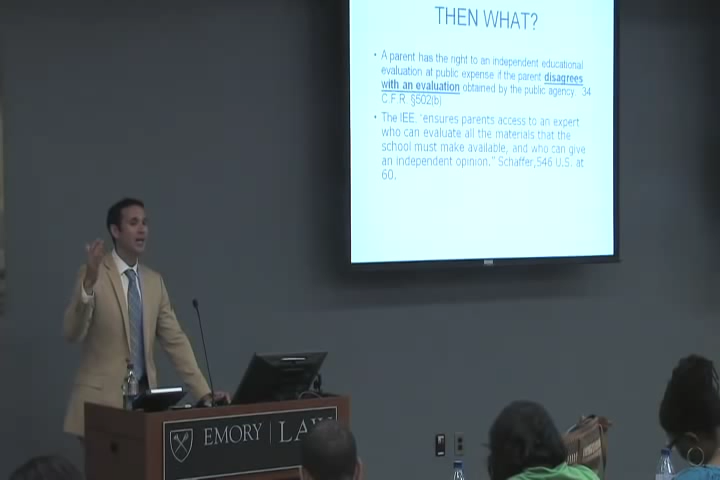 THEN WHAT?
• A parent has the right to an independent educational
evaluation at public expense if the parent disagrees
with an evaluation obtained by the public agency. 34
C.F.R. §502(b)
• The IEE. "ensures parents access to an expert
who can evaluate all the materials that the
school must make available, and who can give
an independent opinion." Schaffer,546 U.S. at
60.
EMORY | LAW